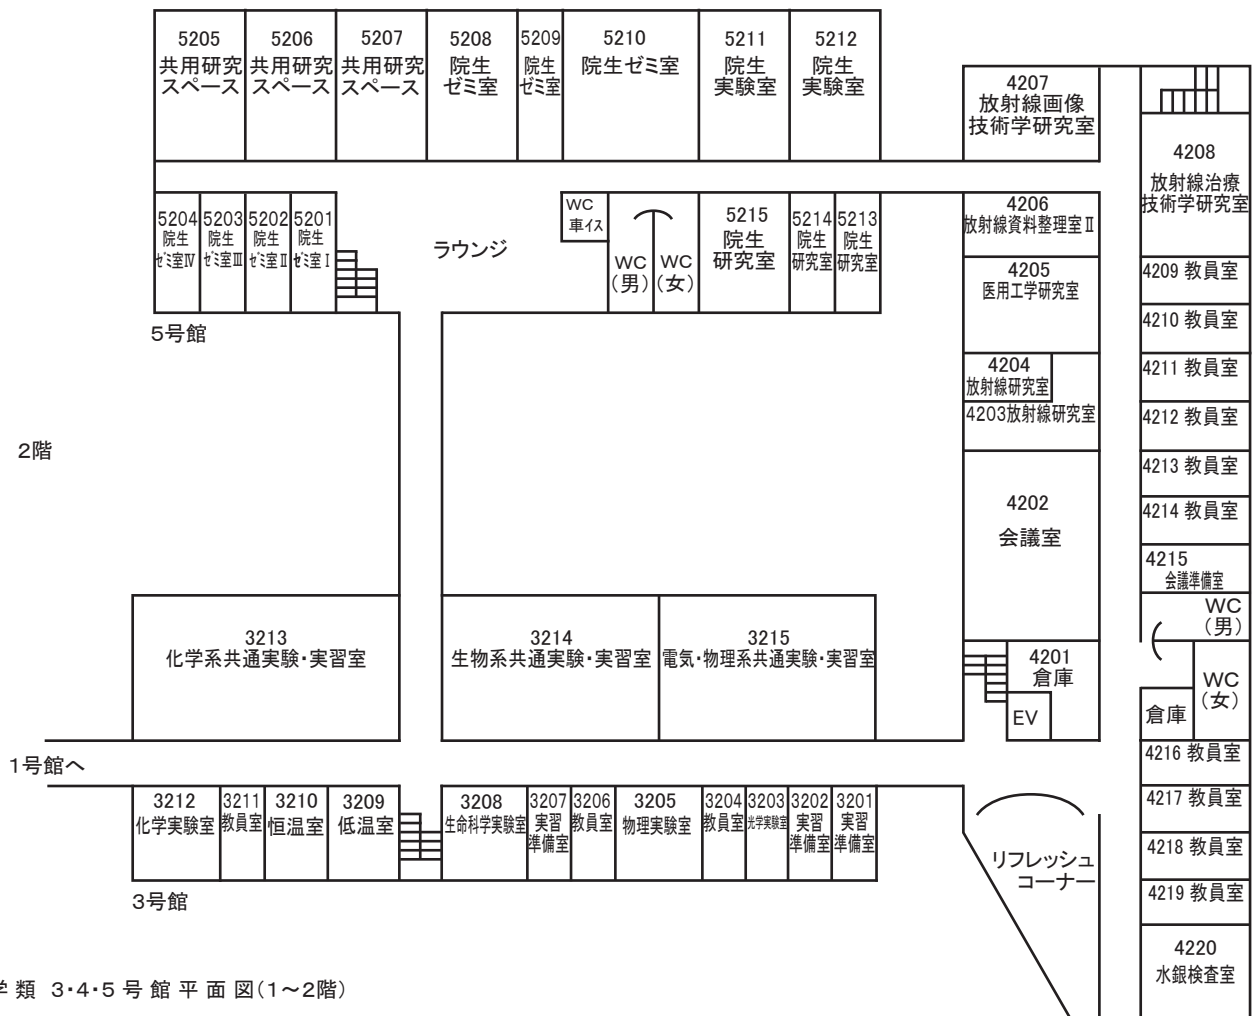 5205
共用研究
スペース
5206
共用研究
スペース
5207
共用研究
スペース
5208
院生
ゼミ室
5209
院生
ゼミ室
5210
院生ゼミ室
5211
院生
実験室
5212
院生
実験室
4207
放射線画像
技術学研究室
4208
放射線治療
技術学研究室
5204
院生
ゼミ室Ⅳ
5203
院生
ゼミ室Ⅲ
5202
院生
ゼミ室Ⅱ
5201
院生
ゼミ室Ⅰ
ラウンジ
WC
車イス
WC
(男)
WC
(女)
5215
院生
研究室
5214
院生
研究室
5213
院生
研究室
4206
放射線資料整理室Ⅱ
4205
医用工学研究室
4204
放射線研究室
4203放射線研究室
4209 教員室
4210 教員室
4211 教員室
4212 教員室
4213 教員室
4214 教員室
4215
会議準備室
5号館
2階
4202
会議室
WC
(男)
WC
(女)
倉庫
4201
倉庫
EV
3213
化学系共通実験・実習室
3214
生物系共通実験・実習室
3215
電気・物理系共通実験・実習室
1号館へ
4216 教員室
4217 教員室
4218 教員室
4219 教員室
4220
水銀検査室
3212
化学実験室
3211
教員室
3210
恒温室
3209
低温室
3208
生命科学実験室
3207
実習
準備室
3206
教員室
3205
物理実験室
3204
教員室
3203
光学実験室
3202
実習
準備室
3201
実習
準備室
リフレッシュ
コーナー
3号館
類 3・4・5号館平面図(1～2階)